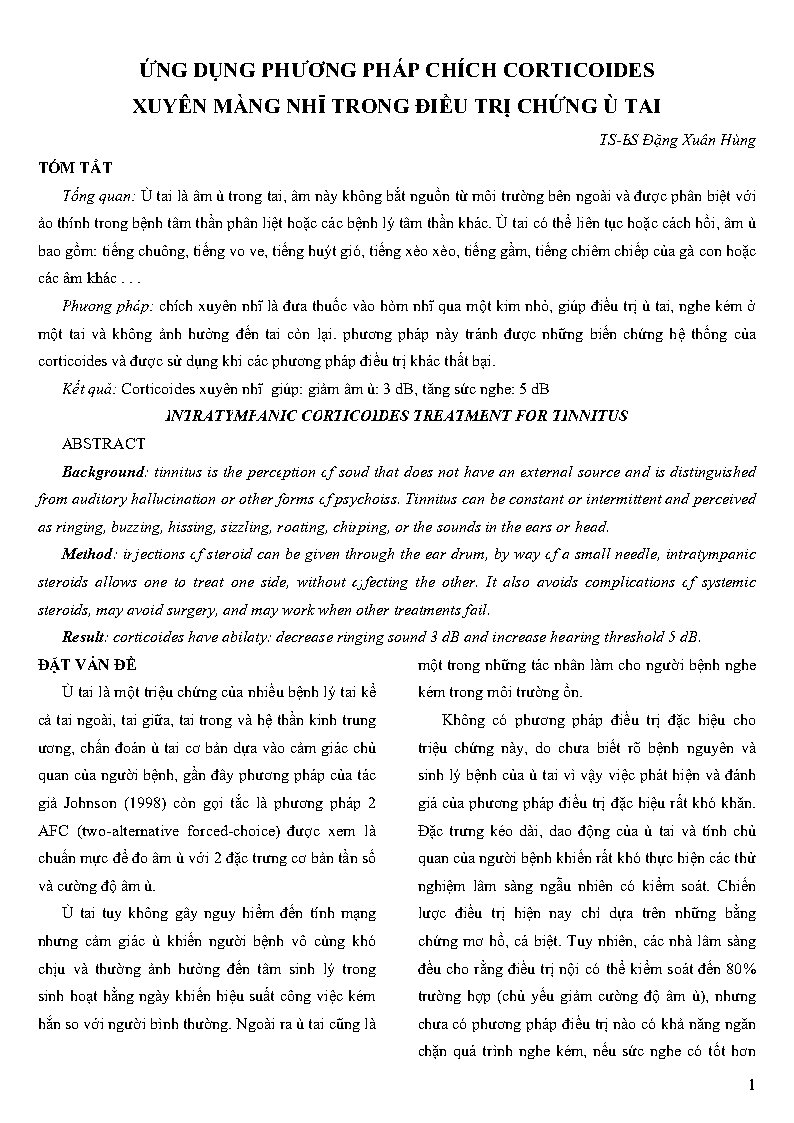 ỨNG DỤNG PHƯƠNG PHÁP CHÍCH CORTICOIDES
XUYÊN MÀNG NHĨ TRONG ĐIỀU TRỊ CHỨNG Ù TAI
TS-BS Đặng Xuân Hùng
TÓM TẮT
Tổng quan: Ù tai là âm ù trong tai, âm này không bắt nguồn từ môi trường bên ngoài và được phân biệt với
ảo thính trong bệnh tâm thần phân liệt hoặc các bệnh lý tâm thần khác. Ù tai có thể liên tục hoặc cách hồi, âm ù
bao gồm: tiếng chuông, tiếng vo ve, tiếng huýt gió, tiếng xèo xèo, tiếng gầm, tiếng chiêm chiếp của gà con hoặc
các âm khác . . .
Phương pháp: chích xuyên nhĩ là đưa thuốc vào hòm nhĩ qua một kim nhỏ, giúp điều trị ù tai, nghe kém ở
một tai và không ảnh hưởng đến tai còn lại. phương pháp này tránh được những biến chứng hệ thống của
corticoides và được sử dụng khi các phương pháp điều trị khác thất bại.
Kết quả: Corticoides xuyên nhĩ giúp: giảm âm ù: 3 dB, tăng sức nghe: 5 dB
INTRATYMPANIC CORTICOIDES TREATMENT FOR TINNITUS
ABSTRACT
Background: tinnitus is the perception of soud that does not have an external source and is distinguished
from auditory hallucination or other forms of psychoiss. Tinnitus can be constant or intermittent and perceived
as ringing, buzzing, hissing, sizzling, roating, chirping, or the sounds in the ears or head.
Method: injections of steroid can be given through the ear drum, by way of a small needle, intratympanic
steroids allows one to treat one side, without affecting the other. It also avoids complications of systemic
steroids, may avoid surgery, and may work when other treatments fail.
Result: corticoides have abilaty: decrease ringing sound 3 dB and increase hearing threshold 5 dB.
ĐẶT VẤN ĐỀ
Ù tai là một triệu chứng của nhiều bệnh lý tai kể
cả tai ngoài, tai giữa, tai trong và hệ thần kinh trung
ương, chẩn đoán ù tai cơ bản dựa vào cảm giác chủ
quan của người bệnh, gần đây phương pháp của tác
giả Johnson (1998) còn gọi tắc là phương pháp 2
AFC (two-alternative forced-choice) được xem là
chuẩn mực để đo âm ù với 2 đặc trưng cơ bản tần số
và cường độ âm ù.
Ù tai tuy không gây nguy hiểm đến tính mạng
nhưng cảm giác ù khiến người bệnh vô cùng khó
chịu và thường ảnh hưởng đến tâm sinh lý trong
sinh hoạt hằng ngày khiến hiệu suất công việc kém
hẳn so với người bình thường. Ngoài ra ù tai cũng là
một trong những tác nhân làm cho người bệnh nghe
kém trong môi trường ồn.
Không có phương pháp điều trị đặc hiệu cho
triệu chứng này, do chưa biết rõ bệnh nguyên và
sinh lý bệnh của ù tai vì vậy việc phát hiện và đánh
giá của phương pháp điều trị đặc hiệu rất khó khăn.
Đặc trưng kéo dài, dao động của ù tai và tính chủ
quan của người bệnh khiến rất khó thực hiện các thử
nghiệm lâm sàng ngẫu nhiên có kiểm soát. Chiến
lược điều trị hiện nay chỉ dựa trên những bằng
chứng mơ hồ, cá biệt. Tuy nhiên, các nhà lâm sàng
đều cho rằng điều trị nội có thể kiểm soát đến 80%
trường hợp (chủ yếu giảm cường độ âm ù), nhưng
chưa có phương pháp điều trị nào có khả năng ngăn
chặn quá trình nghe kém, nếu sức nghe có tốt hơn
1